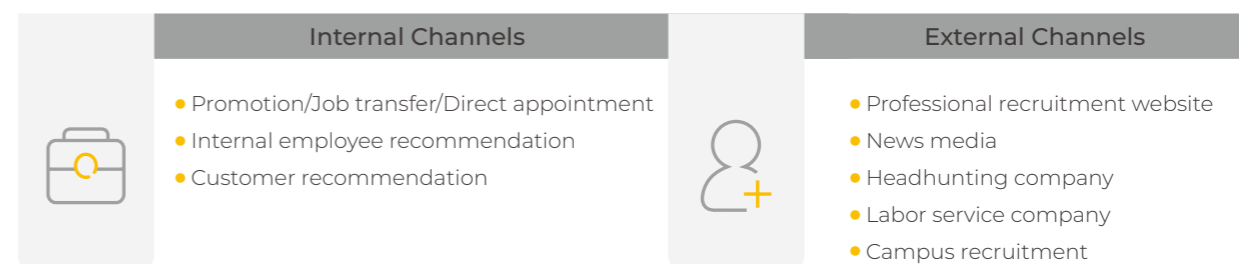 Internal Channels
Promotion/Job transfer/Direct appointment
Internal employee recommendation
Customer recommendation
External Channels
Professional recruitment website
News media
Headhunting company
Labor service company
Campus recruitment